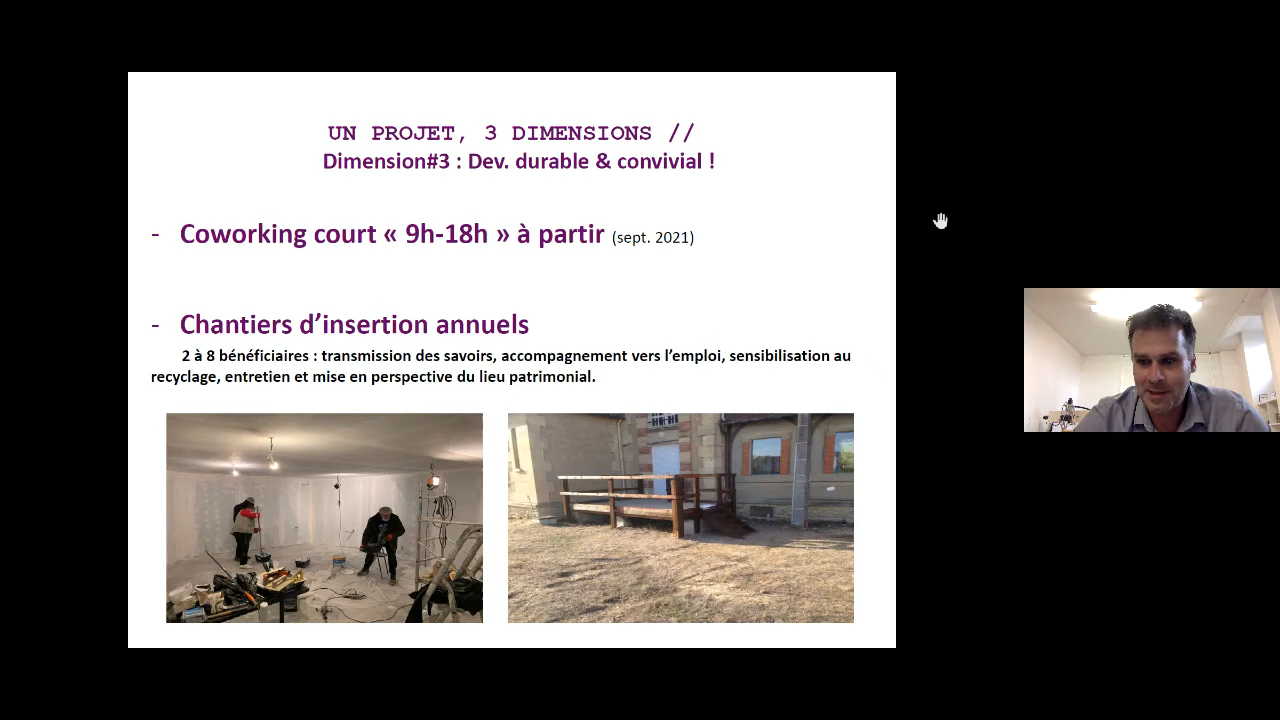 UN PROJET, 3 DIMENSIONS //
Dimension#3 : Dev. durable & convivial !
- Coworking court « 9h-18h » à partir (sept. 2021)
- Chantiers d’insertion annuels
2 à 8 bénéficiaires : transmission des savoirs, accompagnement vers l’emploi, sensibilisation au
recyclage, entretien et mise en perspective du lieu patrimonial.